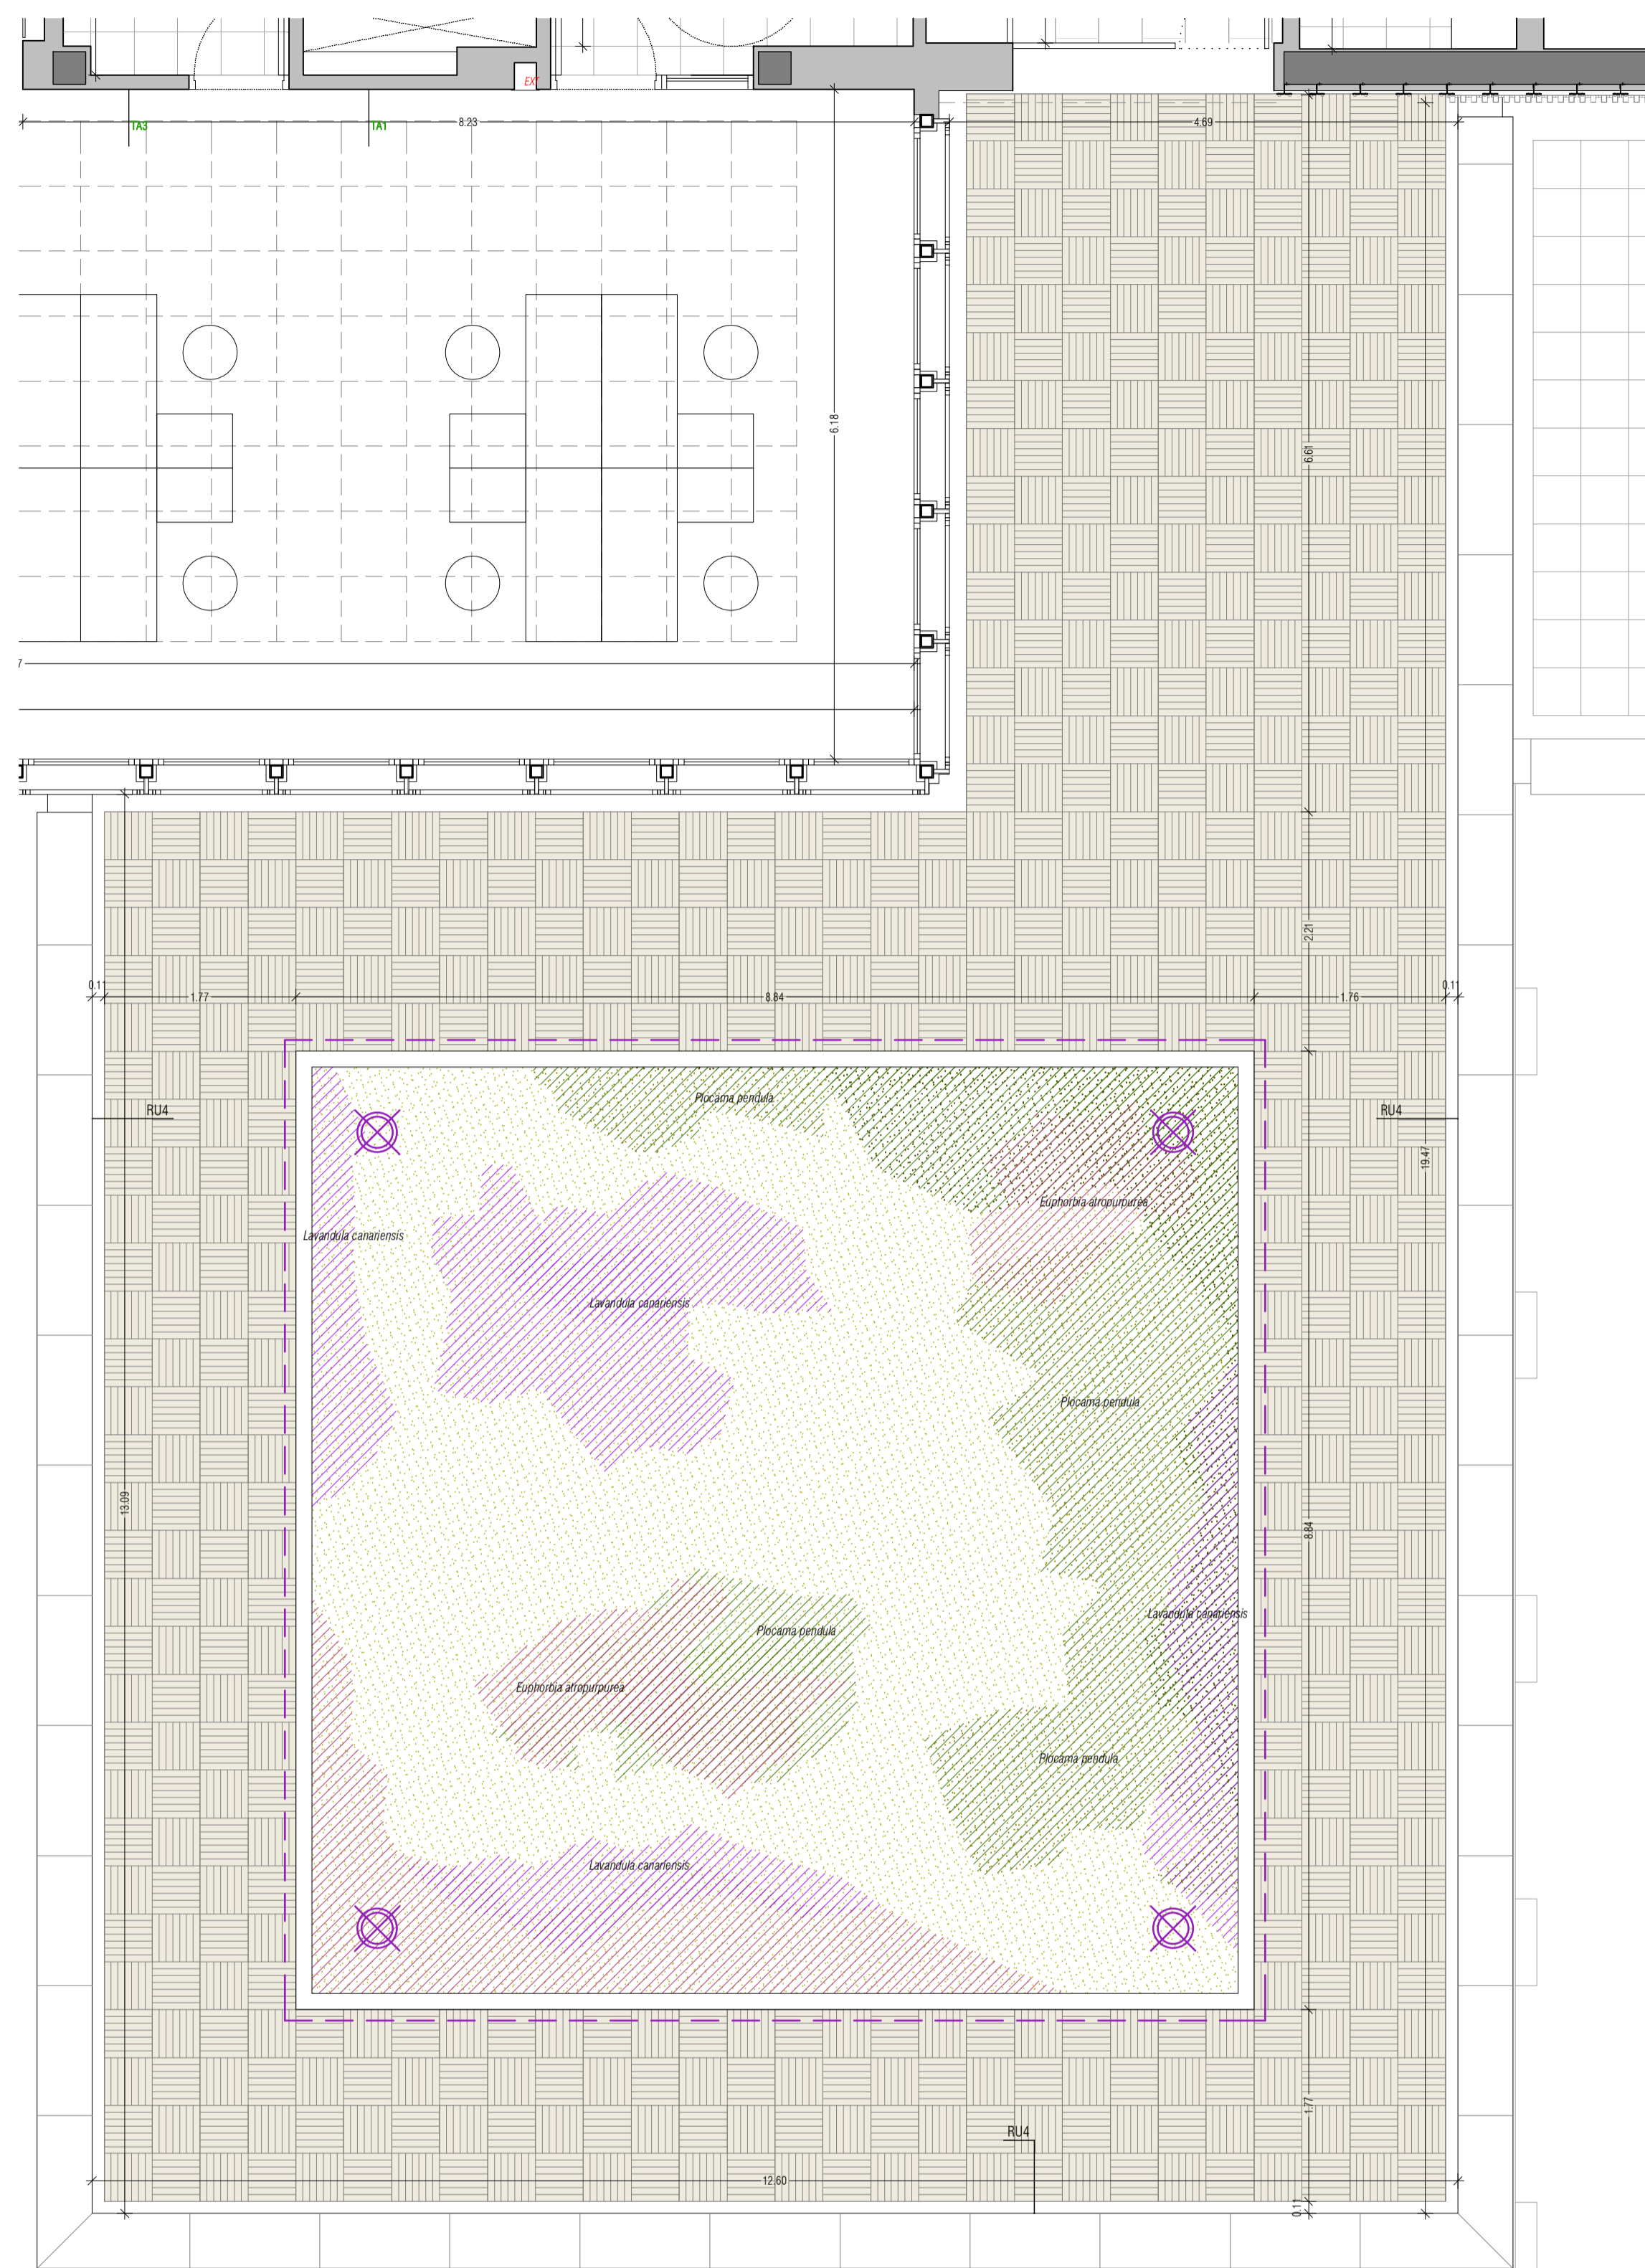 EXT
TA3
TA1
8.23
4.69
6.18
6.61
7
2.21
0.11
1.77
8.84
1.76
0.11
Plocama pendula
RU4
RU4
19.47
Euphorbia atropurpurea
Lavandula canariensis
Lavandula canariensis
Plocama pendula
13.09
8.84
Lavandula canariensis
Plocama pendula
Euphorbia atropurpurea
Plocama pendula
Lavandula canariensis
1.77
RU4
12.60
0.11